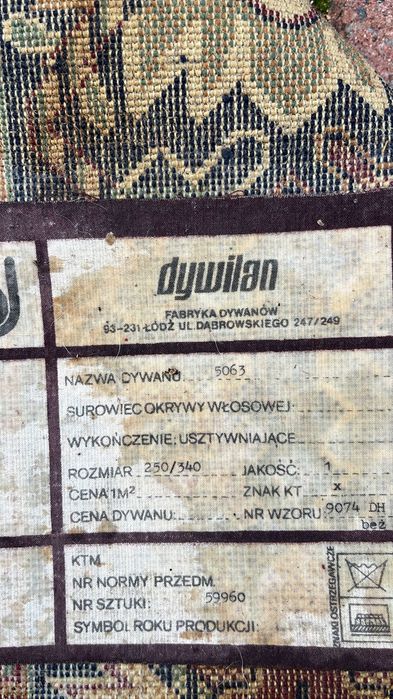 dywilan
FABRYKA DYWANÓW
93-231 ŁÓDŹ UL. DĄBROWSKIEGO 247/249
NAZWA DYWANU 5063
SUROWIEC OKRYWY WŁOSOWEJ:
WYKOŃCZENIE: USZTYWNIAJĄCE
ROZMIAR 250/340 JAKOŚĆ: 1
CENA 1M² ZNAK KT x
CENA DYWANU: NR WZORU: 9074 DH
beż
KTM
NR NORMY PRZEDM.
NR SZTUKI: 59960
SYMBOL ROKU PRODUKCJI:
ZNAKI OSTRZEGAWCZE